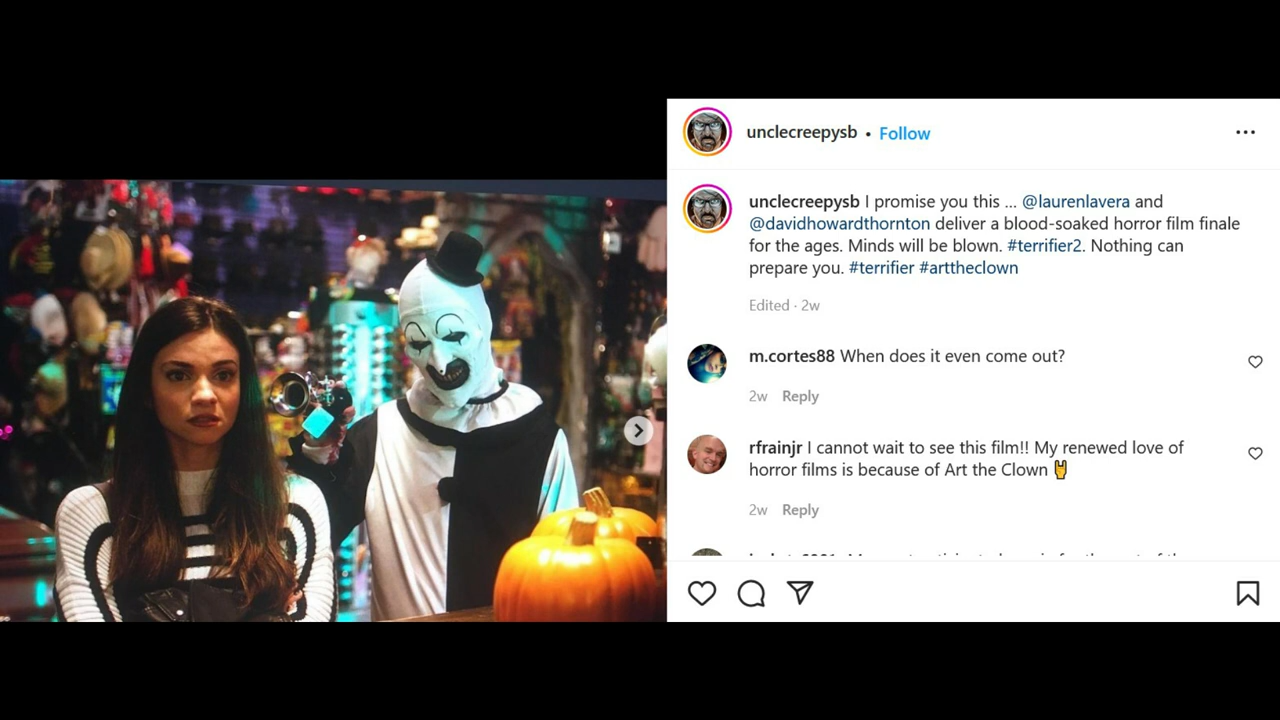 unclecreepysb • Follow
unclecreepysb I promise you this ... @laurenlavera and
@davidhowardthornton deliver a blood-soaked horror film finale
for the ages. Minds will be blown. #terrifier2. Nothing can
prepare you. #terrifier #arttheclown
Edited · 2w
m.cortes88 When does it even come out?
2w Reply
rfrainjr I cannot wait to see this film!! My renewed love of
horror films is because of Art the Clown 🤘
2w Reply